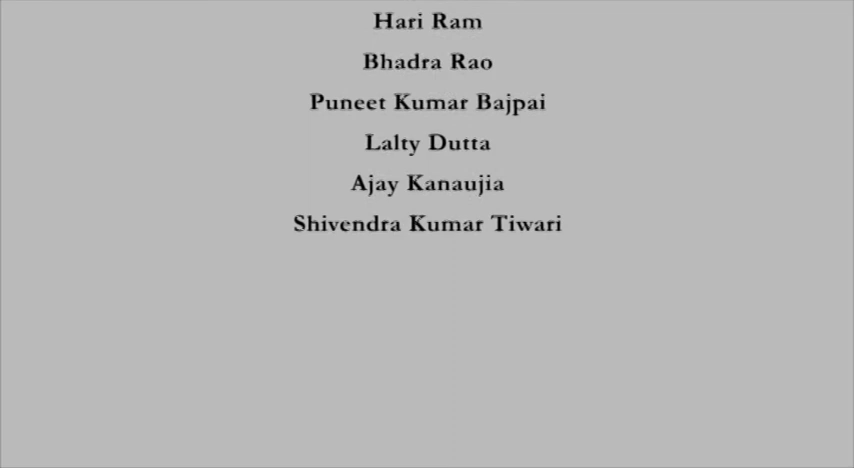 Hari Ram
Bhadra Rao
Puneet Kumar Bajpai
Lalty Dutta
Ajay Kanaujia
Shivendra Kumar Tiwari